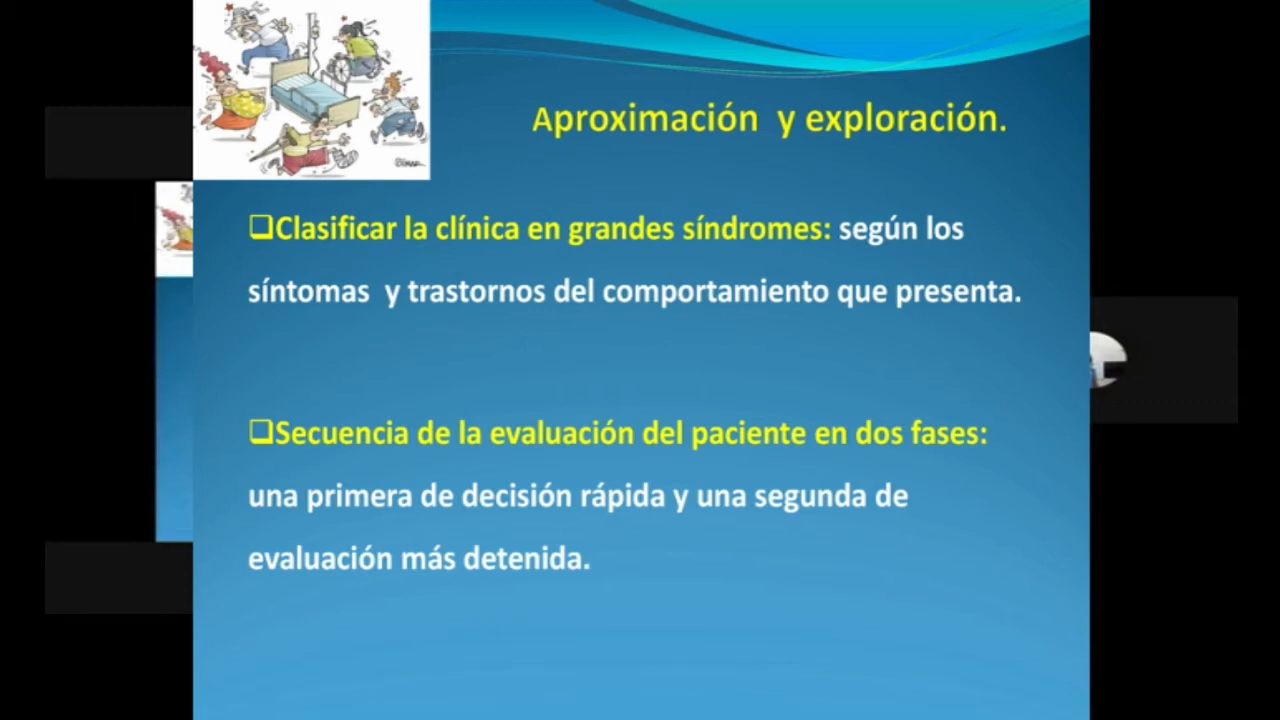 Aproximación y exploración.
❑Clasificar la clínica en grandes síndromes: según los
síntomas y trastornos del comportamiento que presenta.
❑Secuencia de la evaluación del paciente en dos fases:
una primera de decisión rápida y una segunda de
evaluación más detenida.